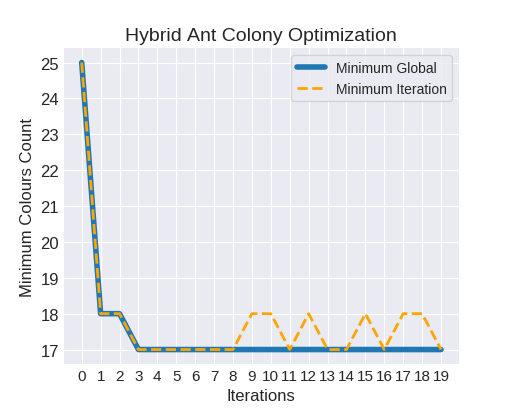 Hybrid Ant Colony Optimization
Minimum Global
Minimum Iteration
Minimum Colours Count
25
24
23
22
21
20
19
18
17
0 1 2 3 4 5 6 7 8 9 10 11 12 13 14 15 16 17 18 19
Iterations